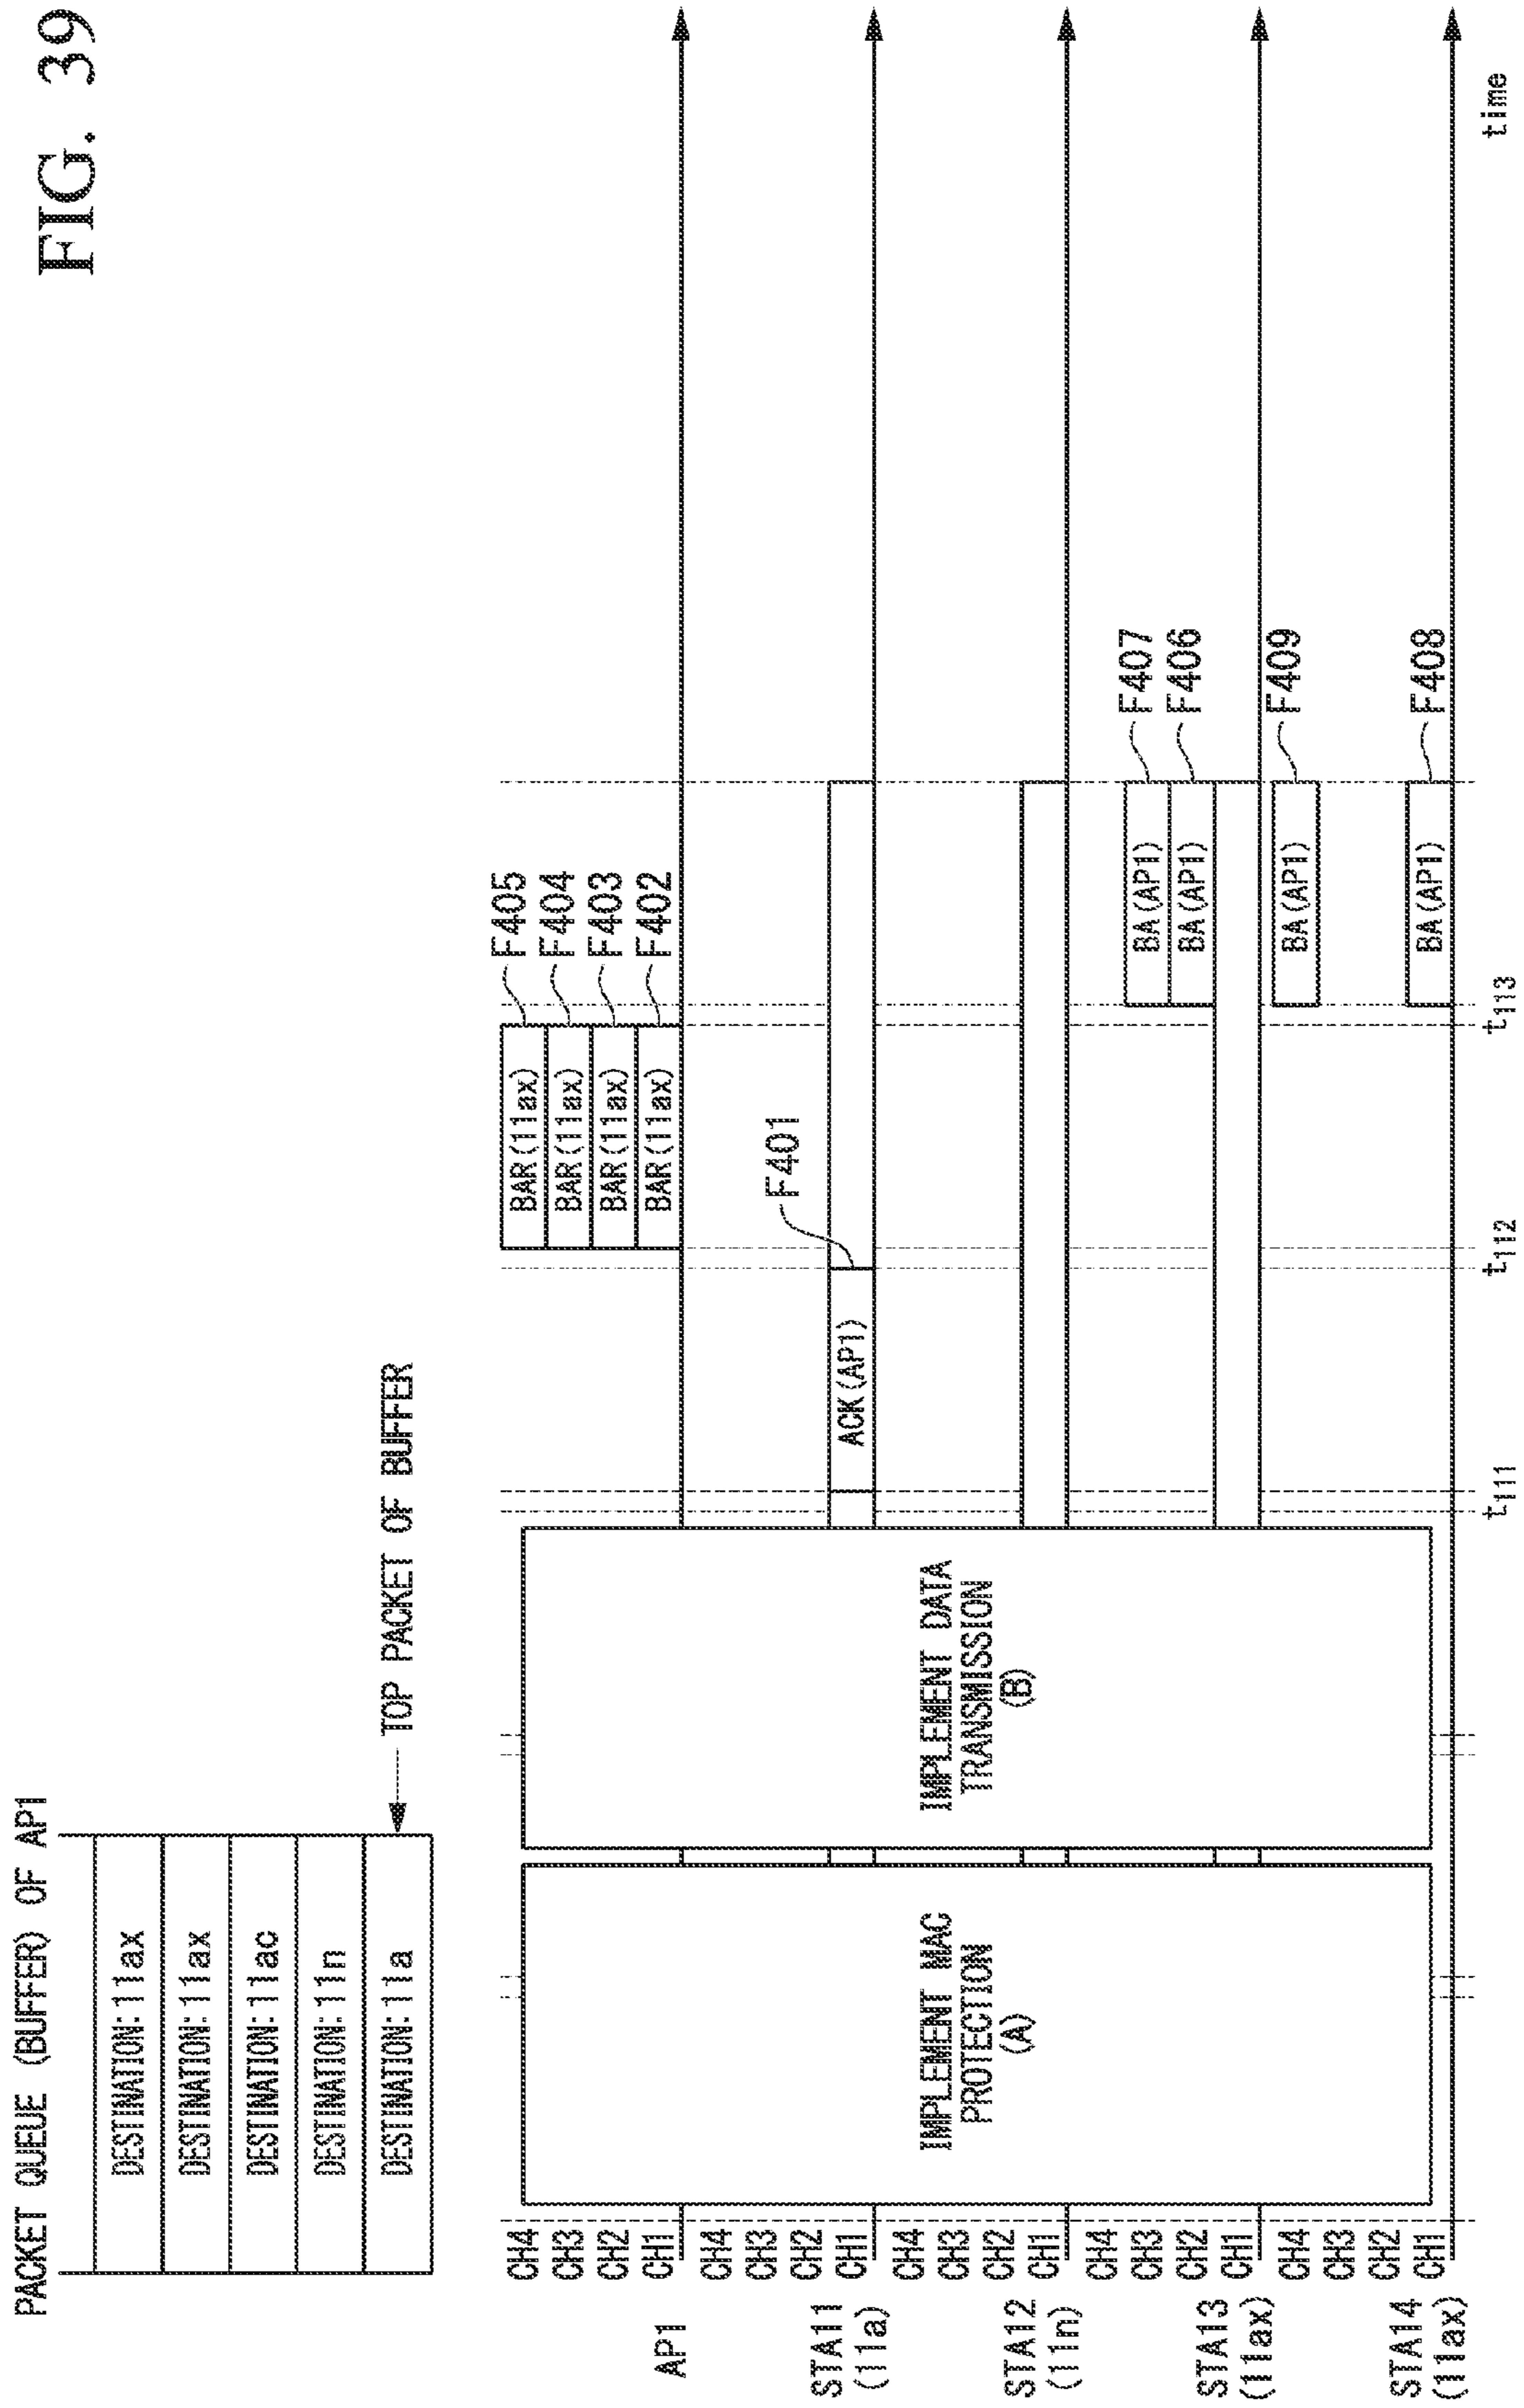 FIG. 39
PACKET QUEUE (BUFFER) OF AP1
DESTINATION:11ax
DESTINATION:11ax
DESTINATION:11ac
DESTINATION:11n
DESTINATION:11a
TOP PACKET OF BUFFER
AP1
CH4
CH3
CH2
CH1
STA11
(11a)
CH4
CH3
CH2
CH1
STA12
(11n)
CH4
CH3
CH2
CH1
STA13
(11ax)
CH4
CH3
CH2
CH1
STA14
(11ax)
CH4
CH3
CH2
CH1
IMPLEMENT MAC
PROTECTION
(A)
IMPLEMENT DATA
TRANSMISSION
(B)
BAR(11ax)
F405
BAR(11ax)
F404
BAR(11ax)
F403
BAR(11ax)
F402
ACK(AP1)
F401
BA(AP1)
F407
BA(AP1)
F406
BA(AP1)
F409
BA(AP1)
F408
t111
t112
t113
time